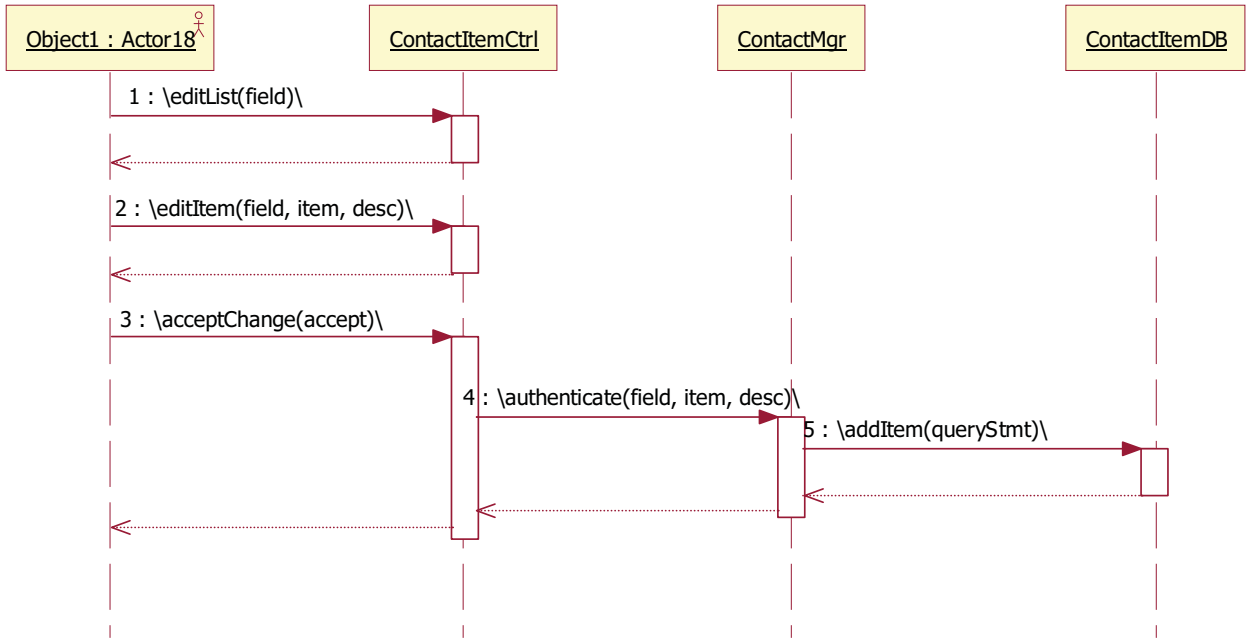 Object1 : Actor18
ContactItemCtrl
ContactMgr
ContactItemDB
1 : \editList(field)\
2 : \editItem(field, item, desc)\
3 : \acceptChange(accept)\
4 : \authenticate(field, item, desc)\
5 : \addItem(queryStmt)\